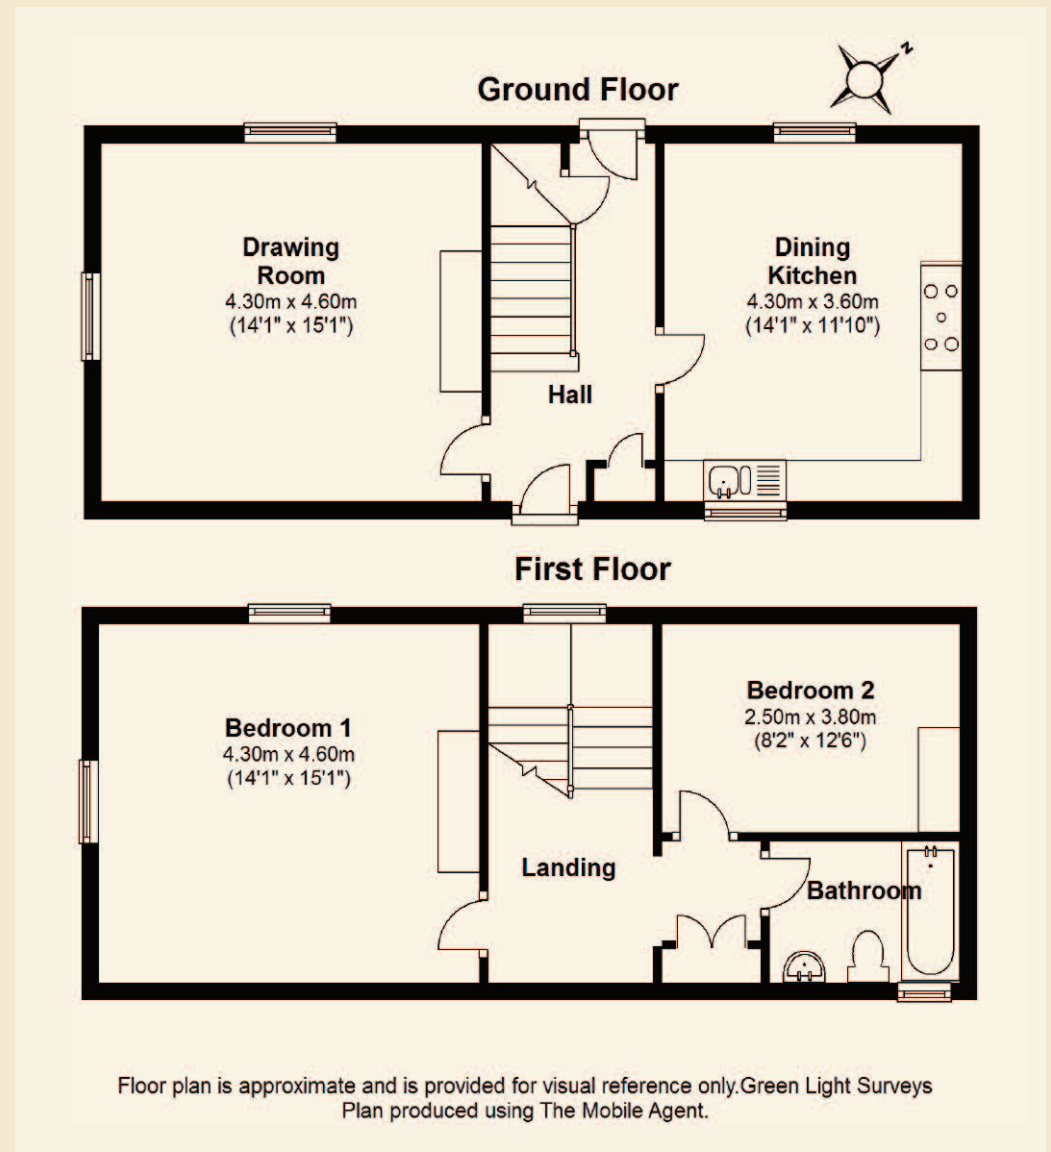 N
Ground Floor
Drawing
Room
4.30m x 4.60m
(14'1" x 15'1")
Dining
Kitchen
4.30m x 3.60m
(14'1" x 11'10")
Hall
First Floor
Bedroom 1
4.30m x 4.60m
(14'1" x 15'1")
Bedroom 2
2.50m x 3.80m
(8'2" x 12'6")
Landing
Bathroom
Floor plan is approximate and is provided for visual reference only.Green Light Surveys
Plan produced using The Mobile Agent.